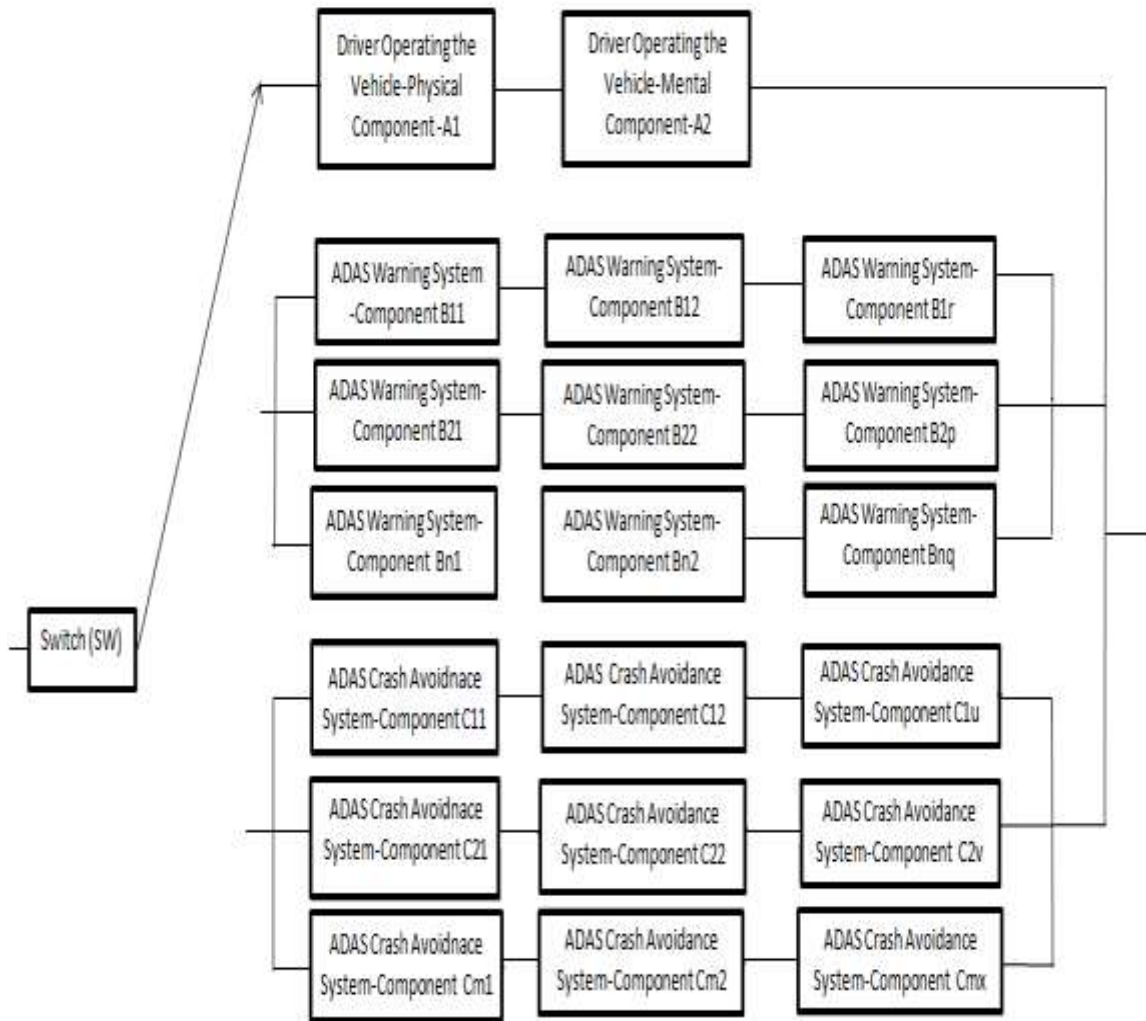 Driver Operating the
Vehicle-Physical
Component -A1
Driver Operating the
Vehicle-Mental
Component-A2
ADAS Warning System
-Component B11
ADAS Warning System-
Component B12
ADAS Warning System-
Component B1r
ADAS Warning System-
Component B21
ADAS Warning System-
Component B22
ADAS Warning System-
Component B2p
ADAS Warning System-
Component Bn1
ADAS Warning System-
Component Bn2
ADAS Warning System-
Component Bnq
Switch (SW)
ADAS Crash Avoidnace
System-Component C11
ADAS Crash Avoidance
System-Component C12
ADAS Crash Avoidance
System-Component C1u
ADAS Crash Avoidnace
System-Component C21
ADAS Crash Avoidance
System-Component C22
ADAS Crash Avoidance
System-Component C2v
ADAS Crash Avoidnace
System-Component Cm1
ADAS Crash Avoidance
System-Component Cm2
ADAS Crash Avoidance
System-Component Cmx